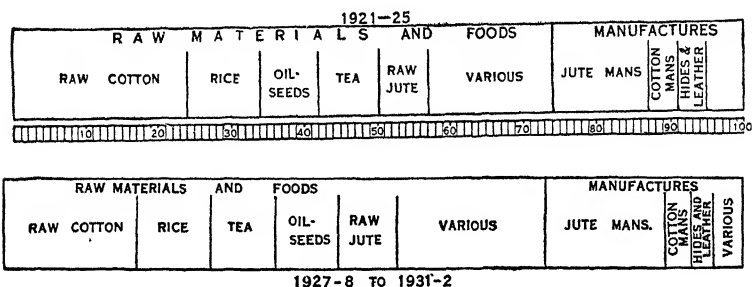 1921—25
RAW MATERIALS AND FOODS MANUFACTURES
RAW COTTON RICE OIL-SEEDS TEA RAW JUTE VARIOUS JUTE MANS COTTON MANS HIDES & LEATHER
10 20 30 40 50 60 70 80 90 100
RAW MATERIALS AND FOODS MANUFACTURES
RAW COTTON RICE TEA OIL-SEEDS RAW JUTE VARIOUS JUTE MANS. COTTON MANS HIDES AND LEATHER VARIOUS
1927-8 TO 1931-2